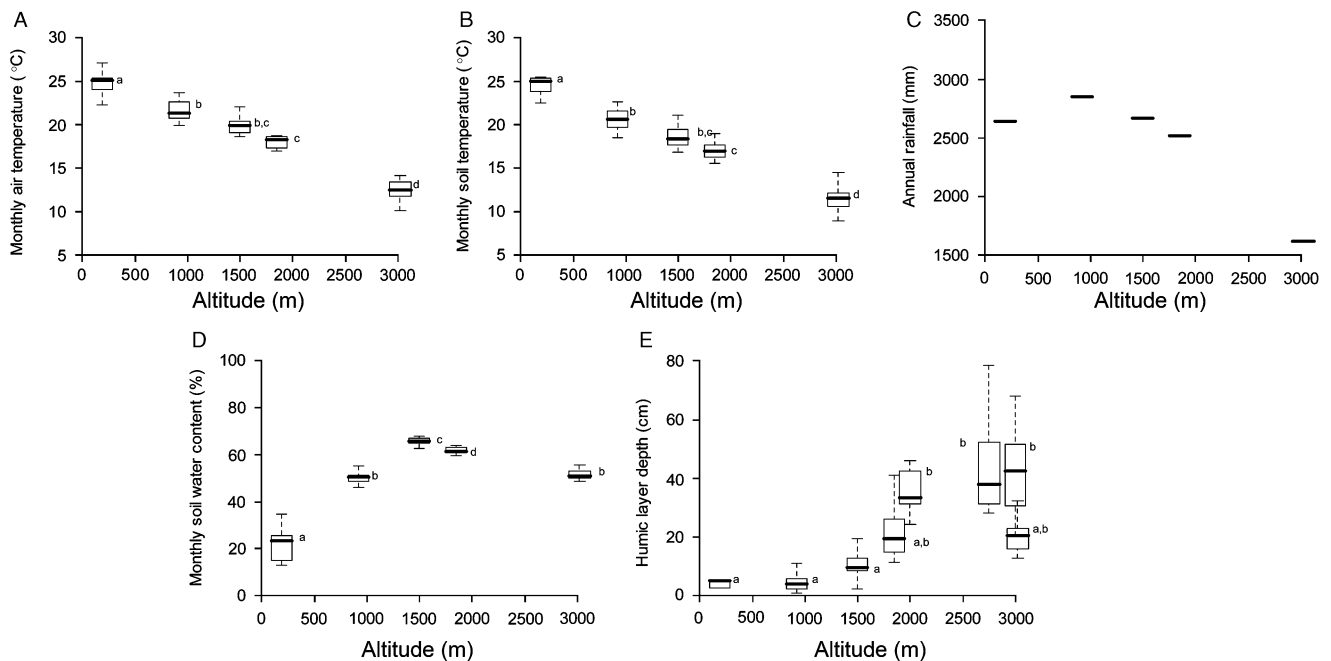 A
Monthly air temperature (°C)
30
25
20
15
10
5
a
b
b,c
c
d
0 500 1000 1500 2000 2500 3000
Altitude (m)
B
Monthly soil temperature (°C)
30
25
20
15
10
5
a
b
b,c
c
d
0 500 1000 1500 2000 2500 3000
Altitude (m)
C
Annual rainfall (mm)
3500
3000
2500
2000
1500
0 500 1000 1500 2000 2500 3000
Altitude (m)
D
Monthly soil water content (%)
100
80
60
40
20
0
a
b
c
d
b
0 500 1000 1500 2000 2500 3000
Altitude (m)
E
Humic layer depth (cm)
80
60
40
20
0
a
a
a
a,b
b
b
b
a,b
0 500 1000 1500 2000 2500 3000
Altitude (m)